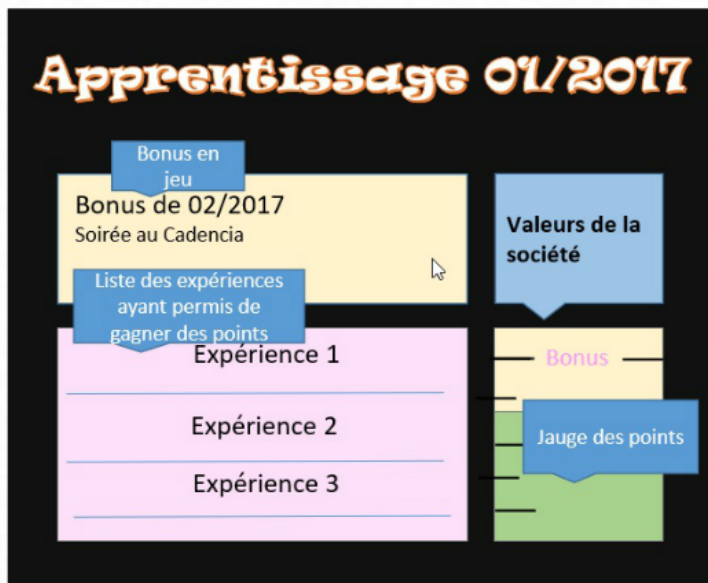 Apprentissage 01/2017
Bonus en
jeu
Bonus de 02/2017
Soirée au Cadencia
Valeurs de la
société
Liste des expériences
ayant permis de
gagner des points
Expérience 1
Expérience 2
Expérience 3
Bonus
Jauge des points